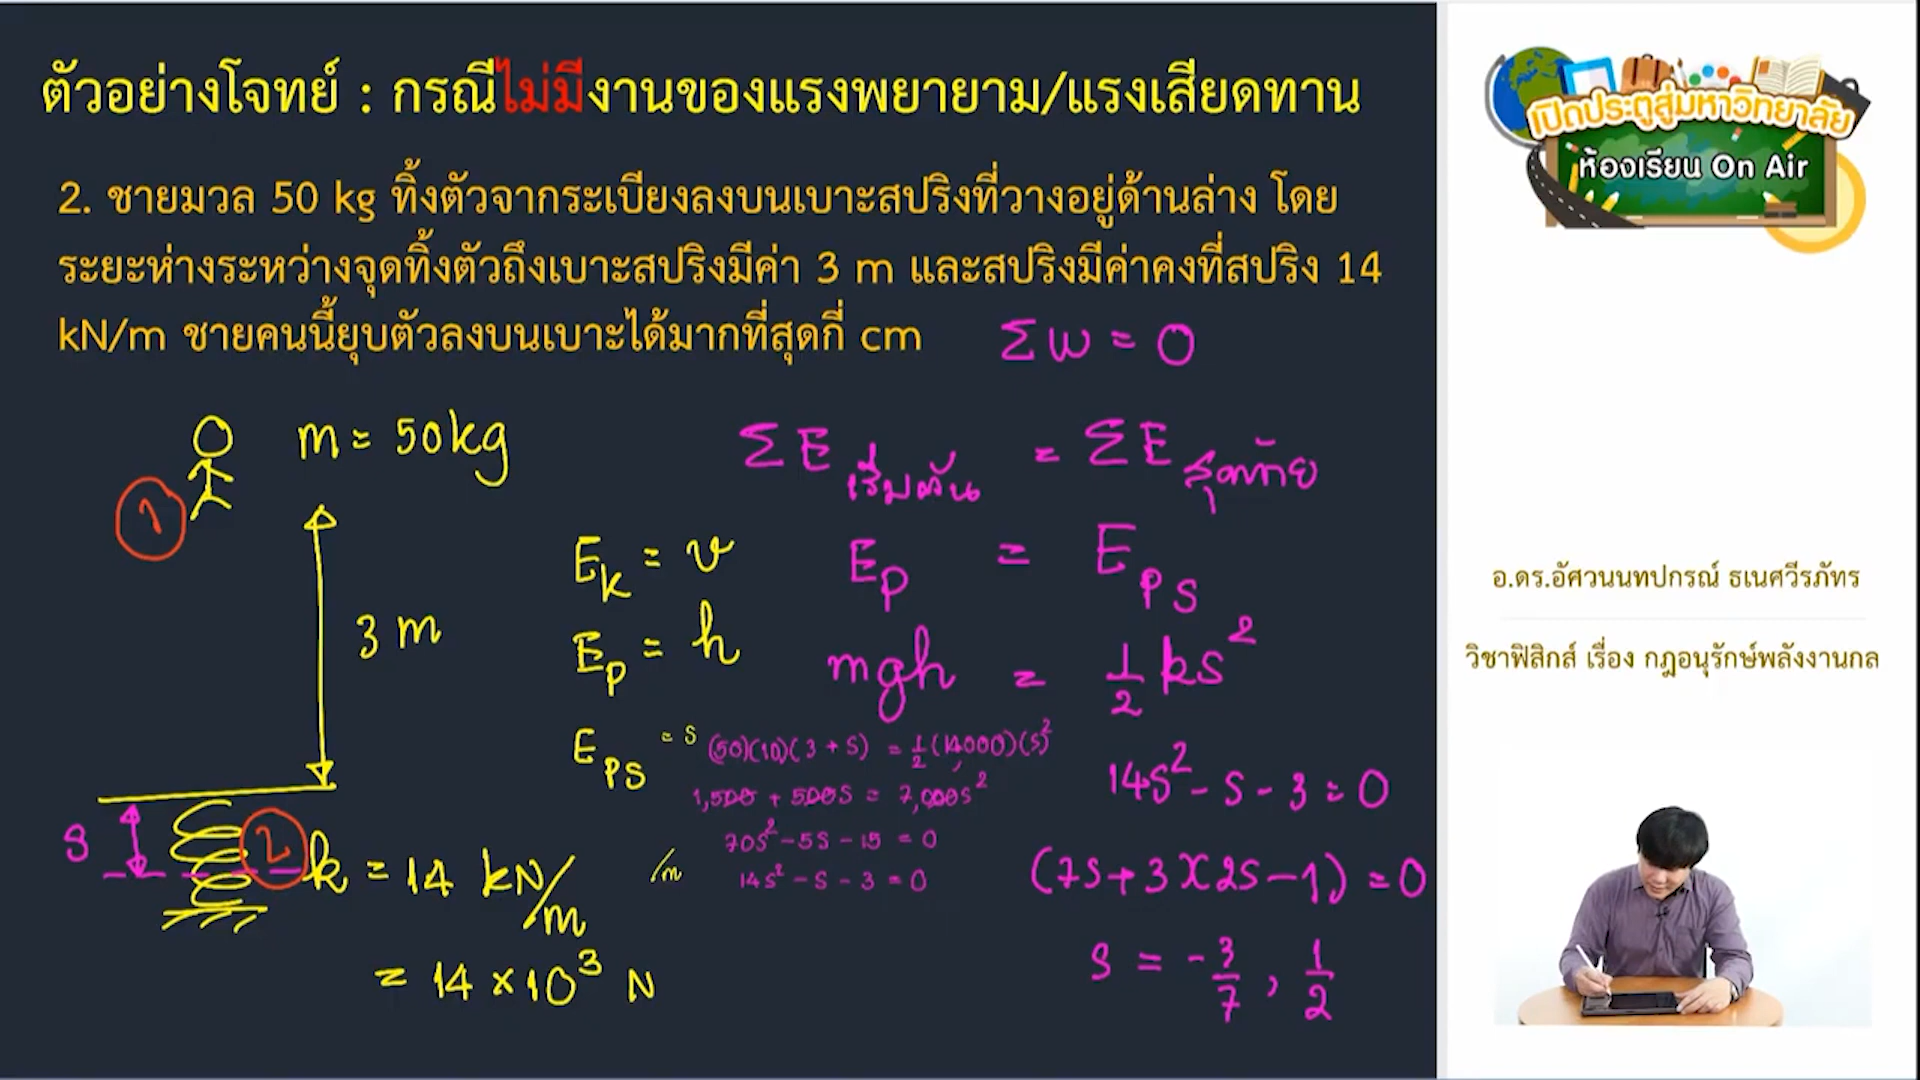 ตัวอย่างโจทย์ : กรณีไม่มีงานของแรงพยายาม/แรงเสียดทาน
2. ชายมวล 50 kg ทิ้งตัวจากระเบียงลงบนเบาะสปริงที่วางอยู่ด้านล่าง โดย
ระยะห่างระหว่างจุดทิ้งตัวถึงเบาะสปริงมีค่า 3 m และสปริงมีค่าคงที่สปริง 14
kN/m ชายคนนี้ยุบตัวลงบนเบาะได้มากที่สุดกี่ cm
ΣW = 0
1
m = 50kg
3 m
S
2
k = 14 kN/m
= 14 × 10³ N/m
E_k = v
E_p = h
E_ps = s
ΣE เริ่มต้น = ΣE สุดท้าย
E_p = E_ps
mgh = 1/2 ks²
(50)(10)(3 + S) = 1/2 (14,000)(S)²
1,500 + 500S = 7,000S²
70S² - 5S - 15 = 0
14S² - S - 3 = 0
14S² - S - 3 = 0
(7S + 3)(2S - 1) = 0
S = - 3/7 , 1/2
เปิดประตูสู่มหาวิทยาลัย
ห้องเรียน On Air
อ.ดร.อัศวนนทปกรณ์ ธเนศวีรภัทร
วิชาฟิสิกส์ เรื่อง กฎอนุรักษ์พลังงานกล